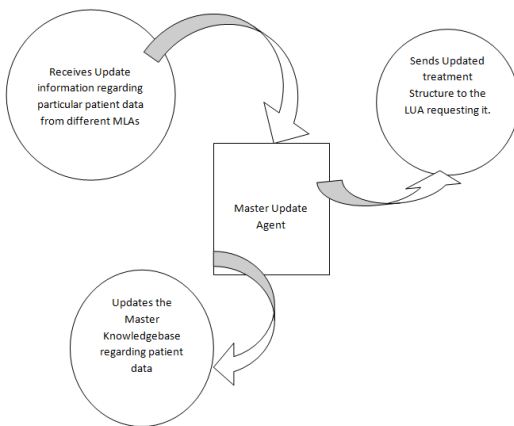 Receives Update
information regarding
particular patient data
from different MLAs
Sends Updated
treatment
Structure to the
LUA requesting it.
Master Update
Agent
Updates the
Master
Knowledgebase
regarding patient
data